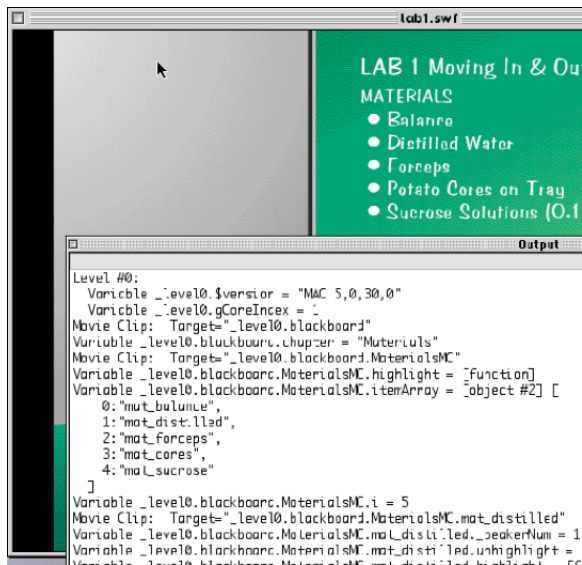 lab1.swf
LAB 1 Moving In & Ou
MATERIALS
Balance
Distilled Water
Forceps
Potato Cores on Tray
Sucrose Solutions (0.1
Output
Level #0:
Variable _level0.$version = "MAC 5,0,30,0"
Variable _level0.gCoreIndex = 1
Movie Clip: Target="_level0.blackboard"
Variable _level0.blackboard.chapter = "Materials"
Movie Clip: Target="_level0.blackboard.MaterialsMC"
Variable _level0.blackboard.MaterialsMC.highlight = [function]
Variable _level0.blackboard.MaterialsMC.itemArray = [object #2] [
0:"mat_balance",
1:"mat_distilled",
2:"mat_forceps",
3:"mat_cores",
4:"mat_sucrose"
]
Variable _level0.blackboard.MaterialsMC.i = 5
Movie Clip: Target="_level0.blackboard.MaterialsMC.mat_distilled"
Variable _level0.blackboard.MaterialsMC.mat_distilled._beakerNum = 1
Variable _level0.blackboard.MaterialsMC.mat_distilled.unhighlight =